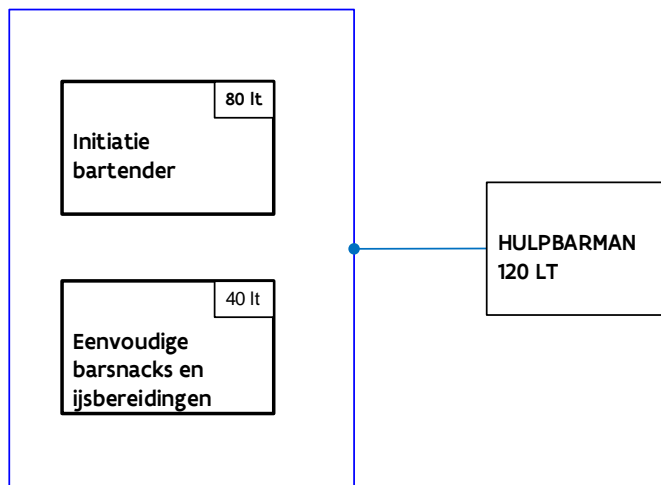 80 lt
Initiatie
bartender
HULPBARMAN
120 LT
40 lt
Eenvoudige
barsnacks en
ijsbereidingen